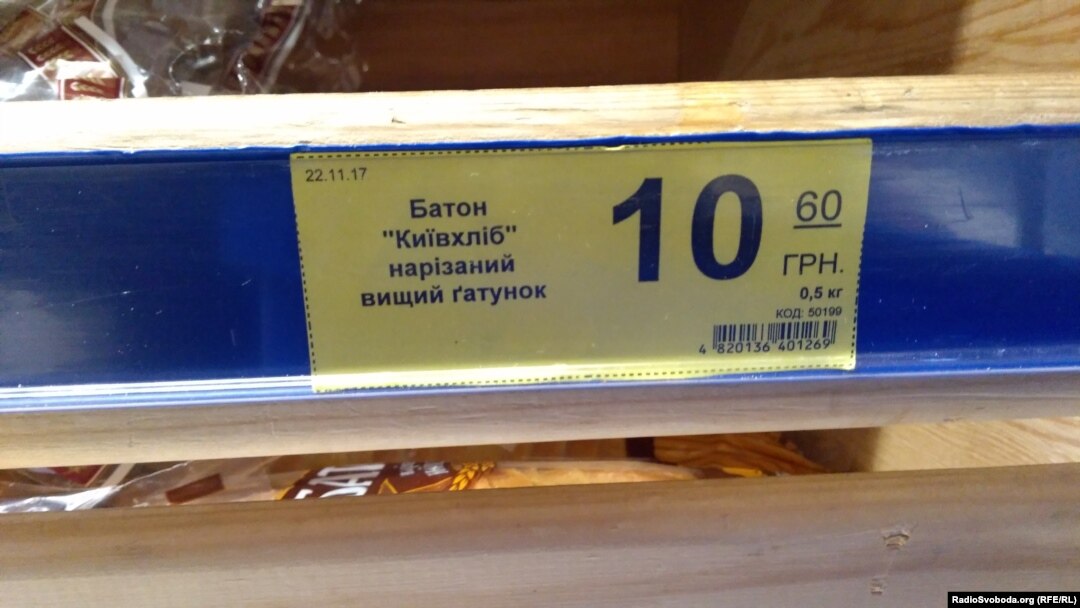 22.11.17
Батон
"Київхліб"
нарізаний
вищий ґатунок
10 60
ГРН.
0,5 кг
КОД: 50199
4 820136 401269
БАТ
RadioSvoboda.org (RFE/RL)